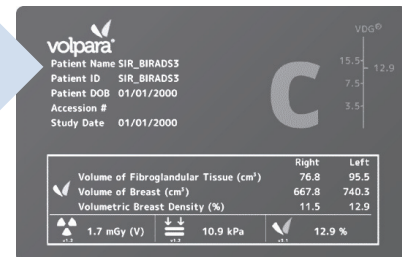 volpara®
VDG©
Patient Name SIR_BIRADS3
Patient ID SIR_BIRADS3
Patient DOB 01/01/2000
Accession #
Study Date 01/01/2000
C
15.5
12.9
7.5
3.5
Right Left
Volume of Fibroglandular Tissue (cm³) 76.8 95.5
Volume of Breast (cm³) 667.8 740.3
Volumetric Breast Density (%) 11.5 12.9
1.7 mGy (V) 10.9 kPa 12.9 %